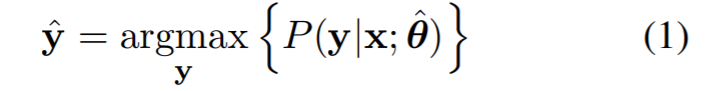 ŷ = argmax_y { P(y|x; θ̂) } (1)